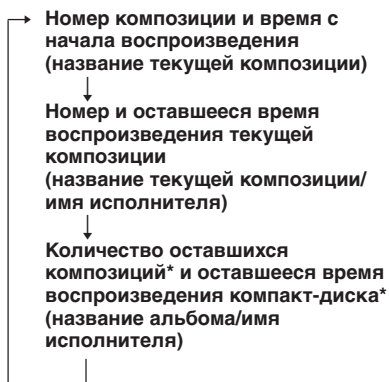 Номер композиции и время с
начала воспроизведения
(название текущей композиции)
Номер и оставшееся время
воспроизведения текущей
композиции
(название текущей композиции/
имя исполнителя)
Количество оставшихся
композиций* и оставшееся время
воспроизведения компакт-диска*
(название альбома/имя
исполнителя)